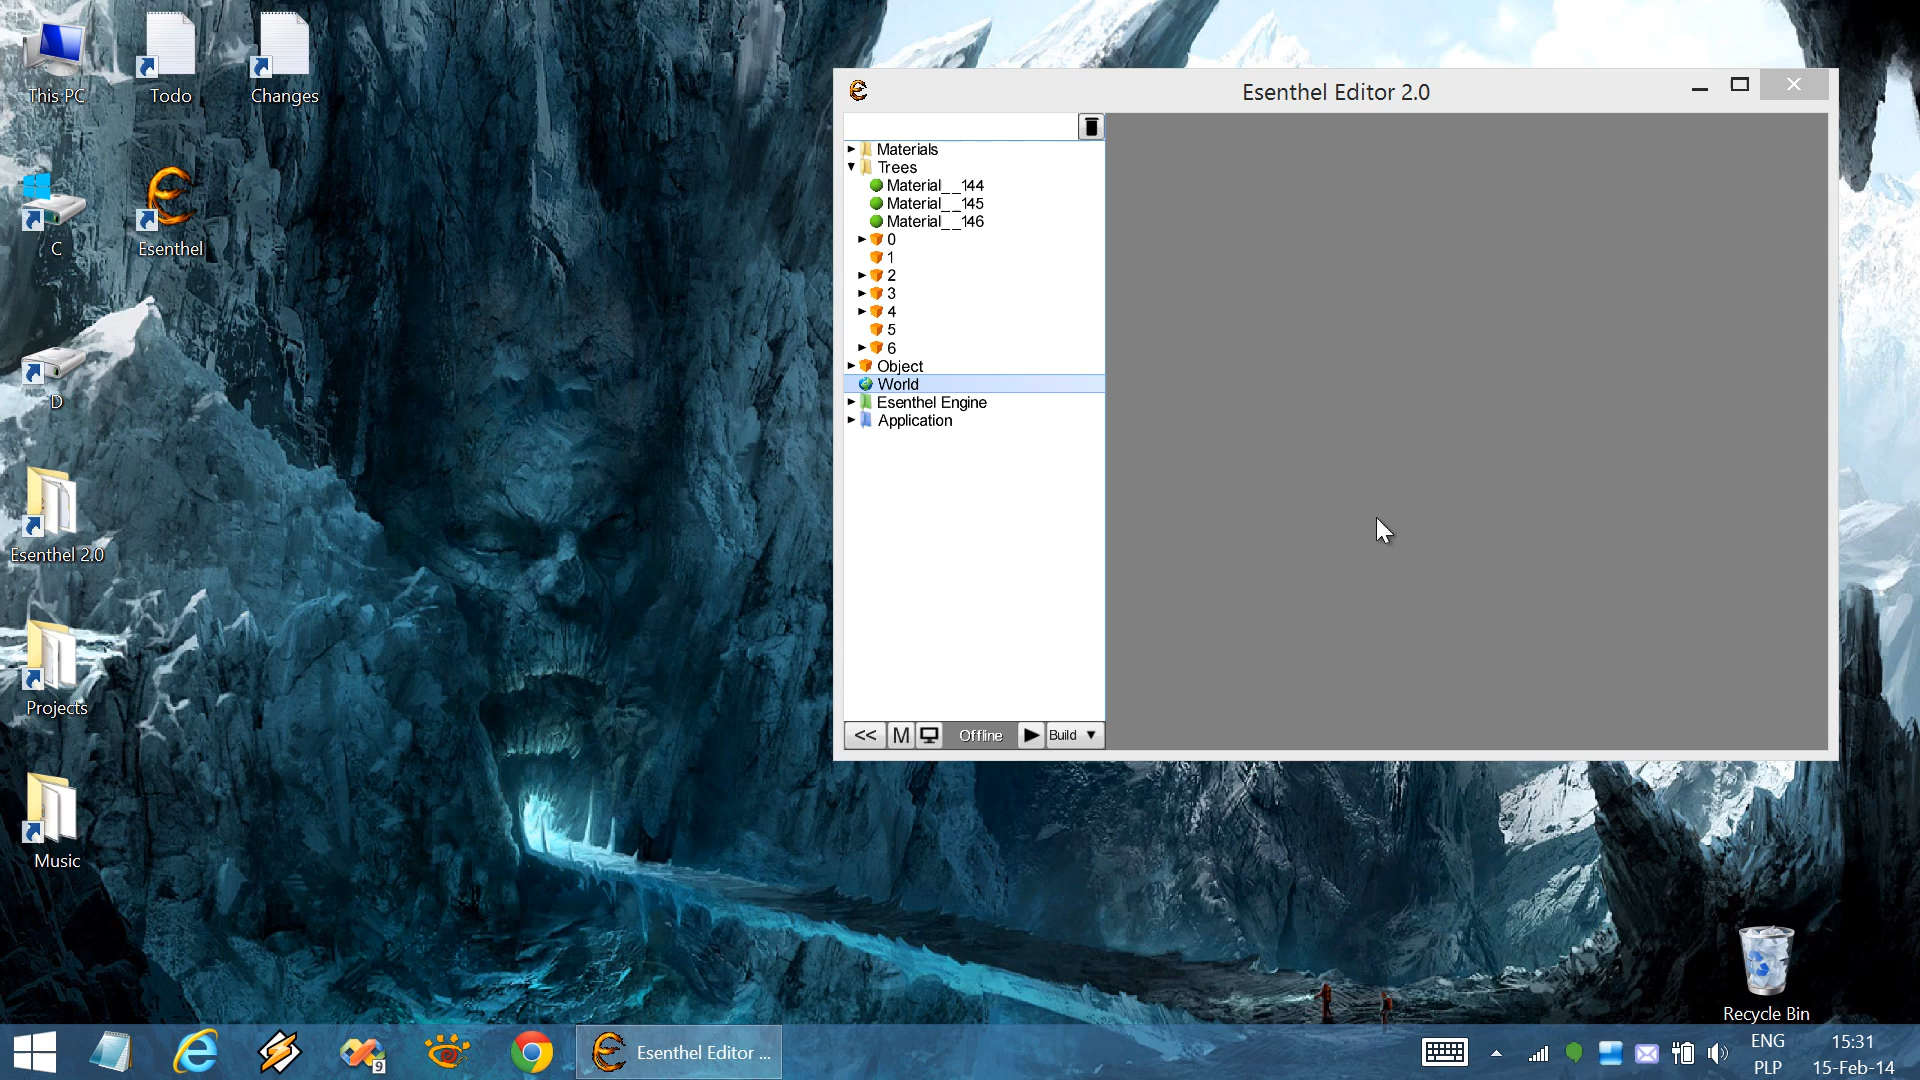 This PC
Todo
Changes
C
Esenthel
D
Esenthel 2.0
Projects
Music
Esenthel Editor 2.0
Materials
Trees
Material__144
Material__145
Material__146
0
1
2
3
4
5
6
Object
World
Esenthel Engine
Application
<<
M
Offline
Build
Recycle Bin
9
Esenthel Editor ...
ENG
PLP
15:31
15-Feb-14